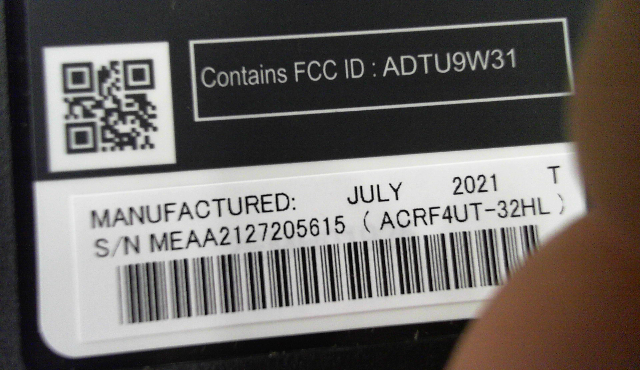 Contains FCC ID : ADTU9W31
MANUFACTURED: JULY 2021 T
S/N MEAA2127205615 ( ACRF4UT-32HL )